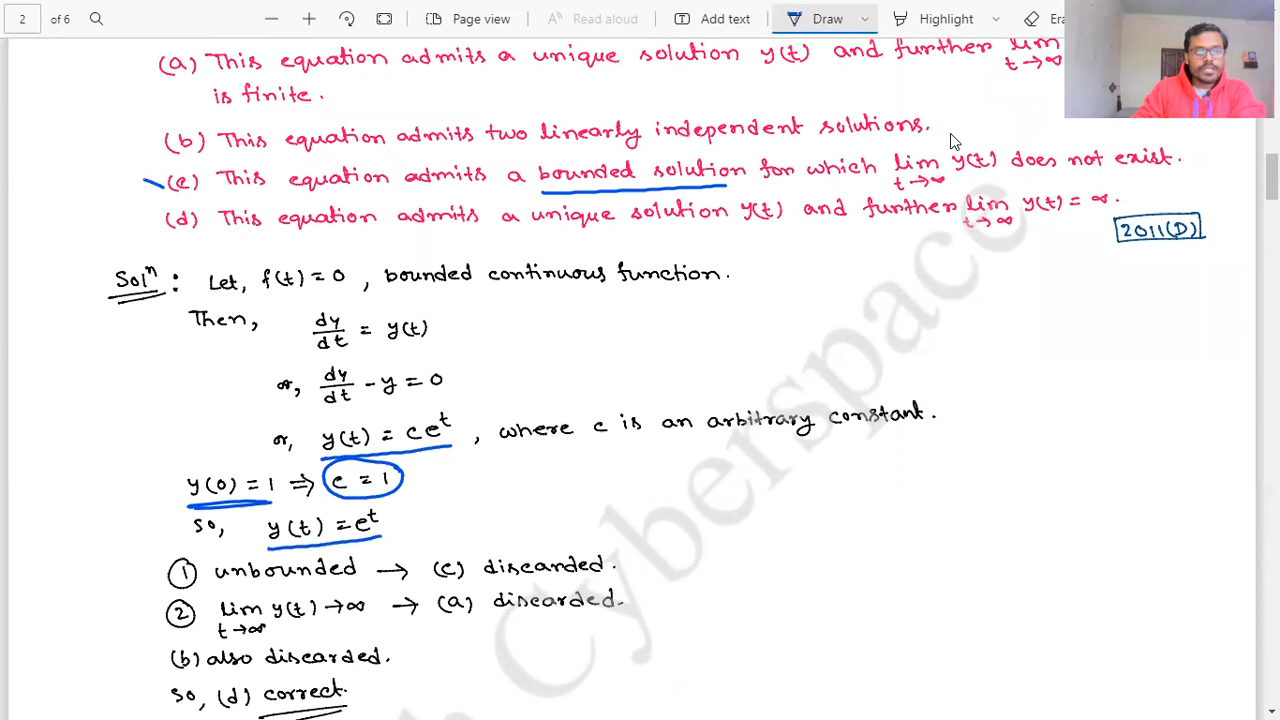 2 of 6 Page view Read aloud Add text Draw Highlight
(a) This equation admits a unique solution y(t) and further lim t→∞
is finite.
(b) This equation admits two linearly independent solutions.
(c) This equation admits a bounded solution for which lim t→∞ y(t) does not exist.
(d) This equation admits a unique solution y(t) and further lim t→∞ y(t) = ∞.
2011(D)
Solⁿ : Let, f(t) = 0 , bounded continuous function.
Then, dy/dt = y(t)
or, dy/dt - y = 0
or, y(t) = ce^t , where c is an arbitrary constant.
y(0) = 1 ⇒ c = 1
so, y(t) = e^t
① unbounded → (c) discarded.
② lim t→∞ y(t) → ∞ → (a) discarded.
(b) also discarded.
so, (d) correct.
Cyberspace